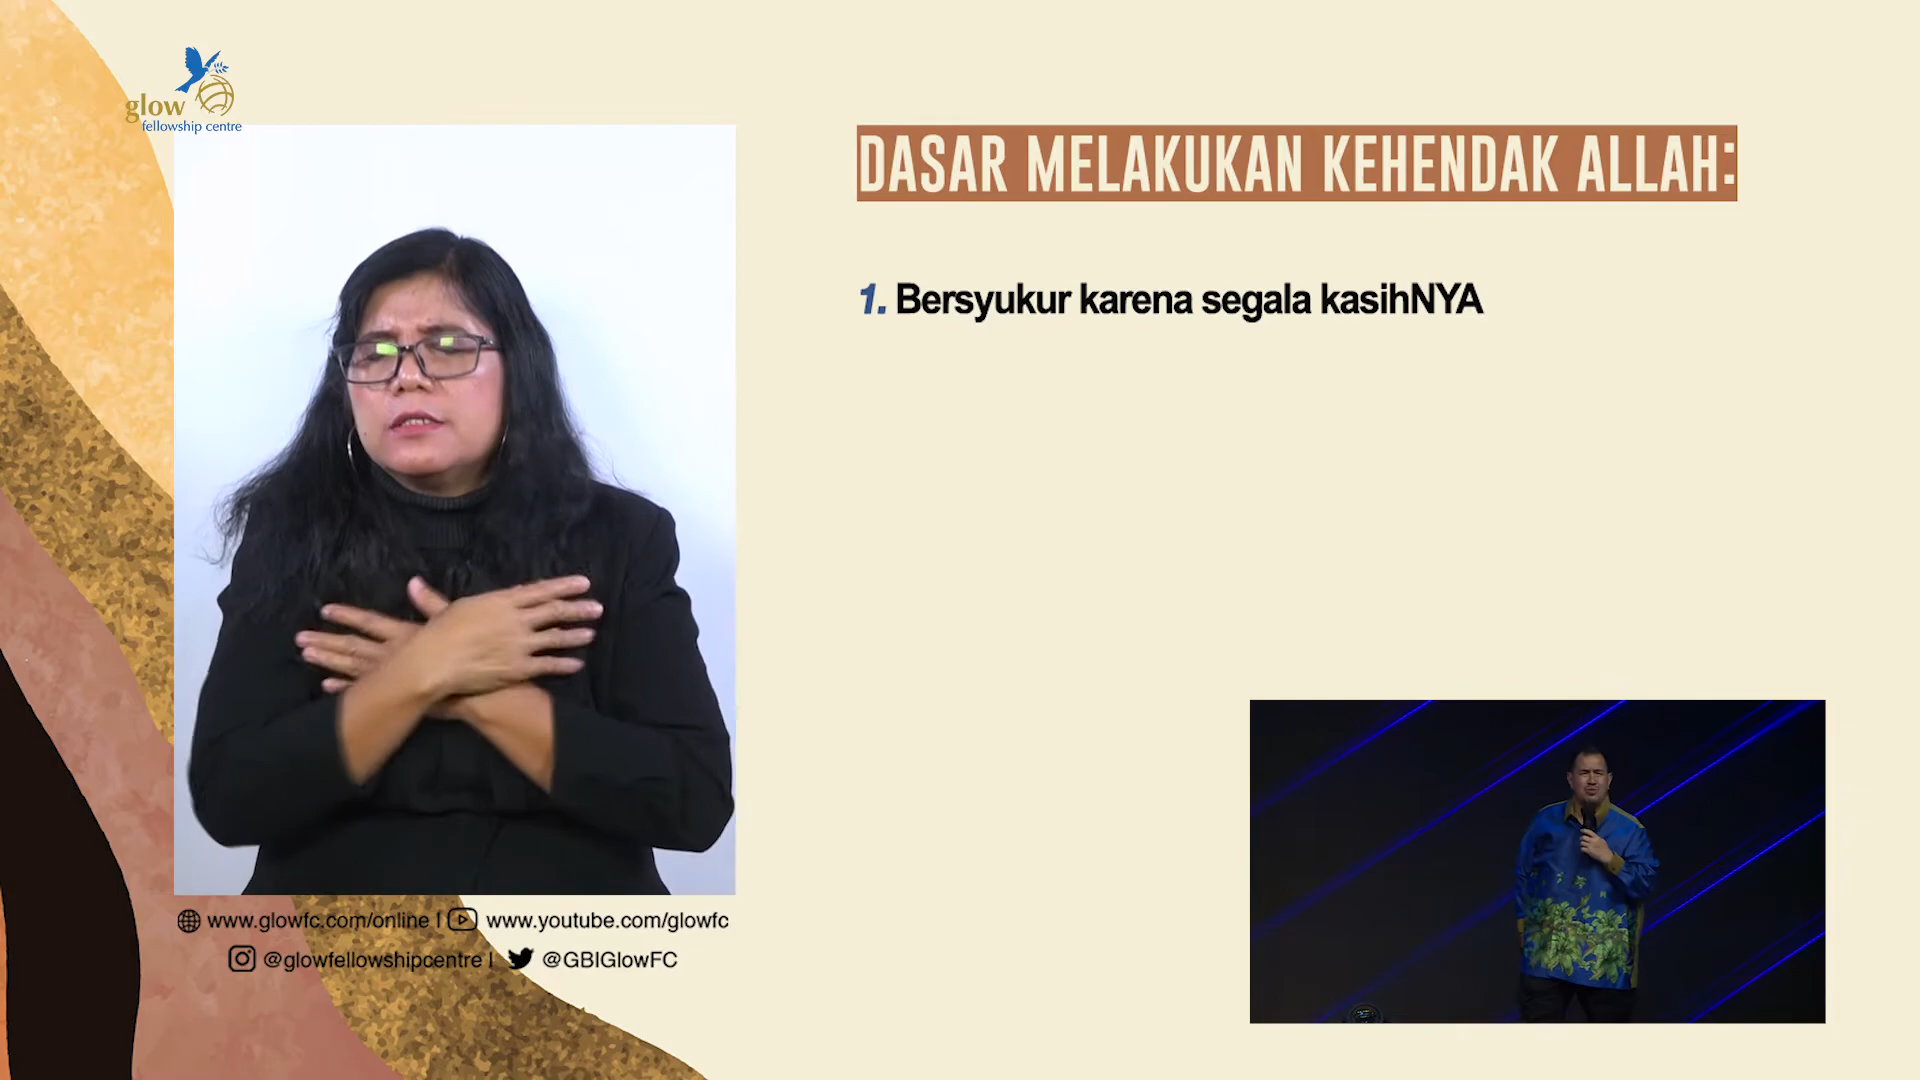 glow
fellowship centre
DASAR MELAKUKAN KEHENDAK ALLAH:
1. Bersyukur karena segala kasihNYA
www.glowfc.com/online | www.youtube.com/glowfc
@glowfellowshipcentre | @GBIGlowFC